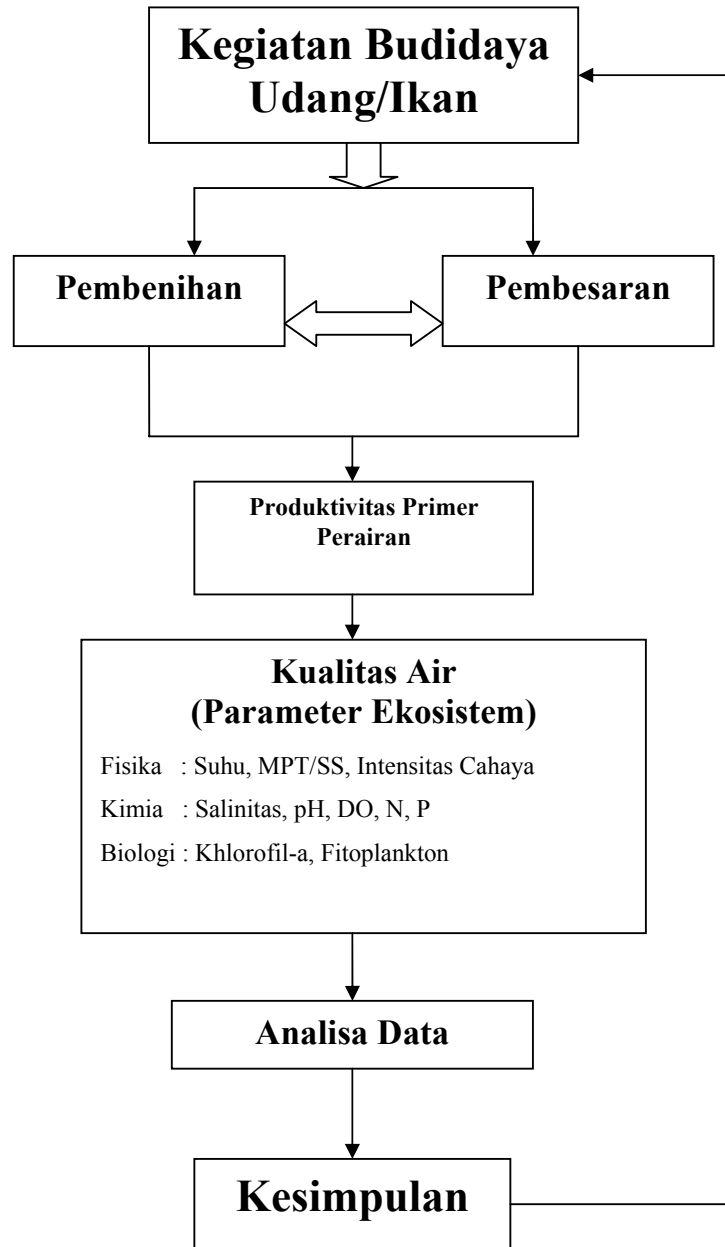 Kegiatan Budidaya
Udang/Ikan
Pembenihan
Pembesaran
Produktivitas Primer
Perairan
Kualitas Air
(Parameter Ekosistem)
Fisika : Suhu, MPT/SS, Intensitas Cahaya
Kimia : Salinitas, pH, DO, N, P
Biologi : Khlorofil-a, Fitoplankton
Analisa Data
Kesimpulan